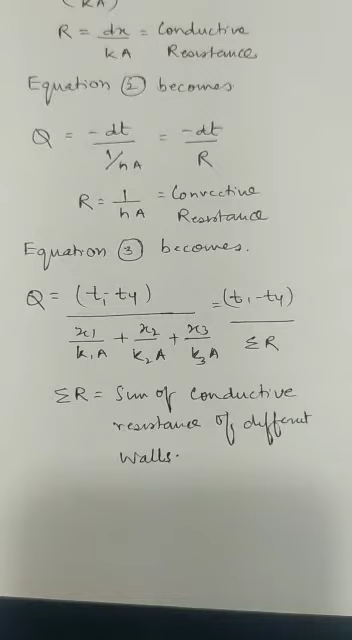 (kA)
R = dx/kA = Conductive Resistance
Equation ② becomes
Q = -dt/(1/hA) = -dt/R
R = 1/hA = Convective Resistance
Equation ③ becomes.
Q = (t₁-t₄)/(x₁/k₁A + x₂/k₂A + x₃/k₃A) = (t₁-t₄)/ΣR
ΣR = Sum of conductive
resistance of different
walls.